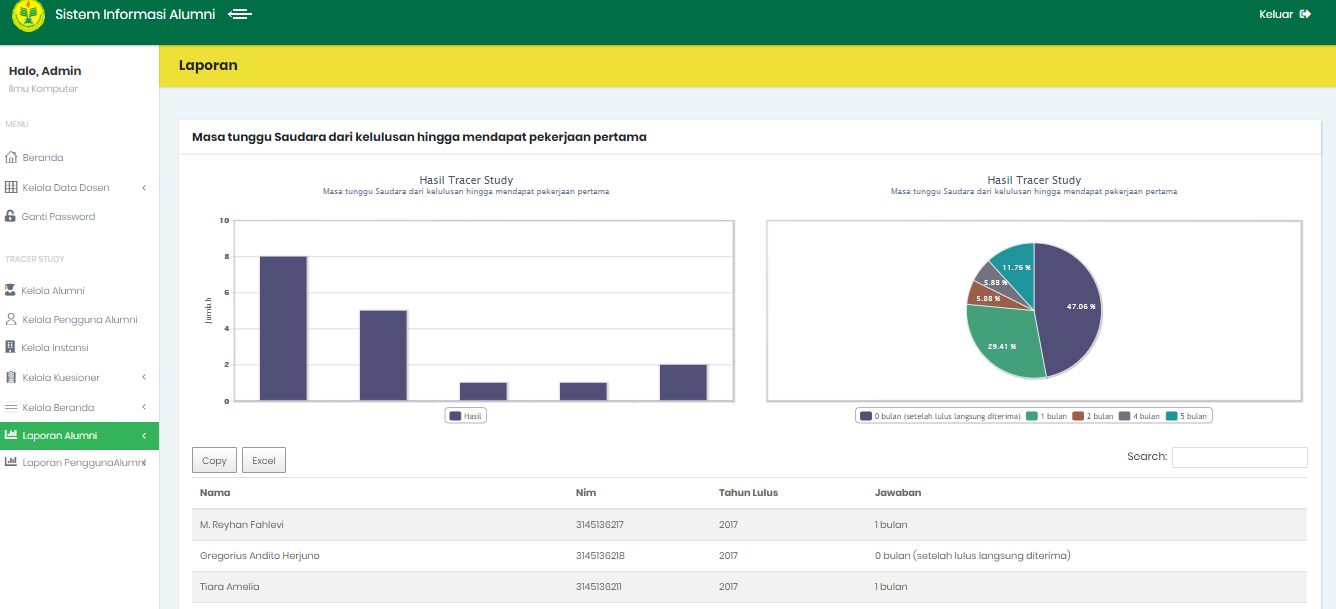 Sistem Informasi Alumni
Keluar
Halo, Admin
Ilmu Komputer
MENU
Beranda
Kelola Data Dosen
Ganti Password
TRACER STUDY
Kelola Alumni
Kelola Pengguna Alumni
Kelola Instansi
Kelola Kuesioner
Kelola Beranda
Laporan Alumni
Laporan PenggunaAlumni
Laporan
Masa tunggu Saudara dari kelulusan hingga mendapat pekerjaan pertama
Hasil Tracer Study
Masa tunggu Saudara dari kelulusan hingga mendapat pekerjaan pertama
10
8
6
4
2
0
Jumlah
Hasil
Hasil Tracer Study
Masa tunggu Saudara dari kelulusan hingga mendapat pekerjaan pertama
11.76 %
5.88 %
5.88 %
47.06 %
29.41 %
0 bulan (setelah lulus langsung diterima) 1 bulan 2 bulan 4 bulan 5 bulan
Copy Excel Search:
Nama Nim Tahun Lulus Jawaban
M. Reyhan Fahlevi 3145136217 2017 1 bulan
Gregorius Andito Herjuno 3145136218 2017 0 bulan (setelah lulus langsung diterima)
Tiara Amelia 3145136211 2017 1 bulan